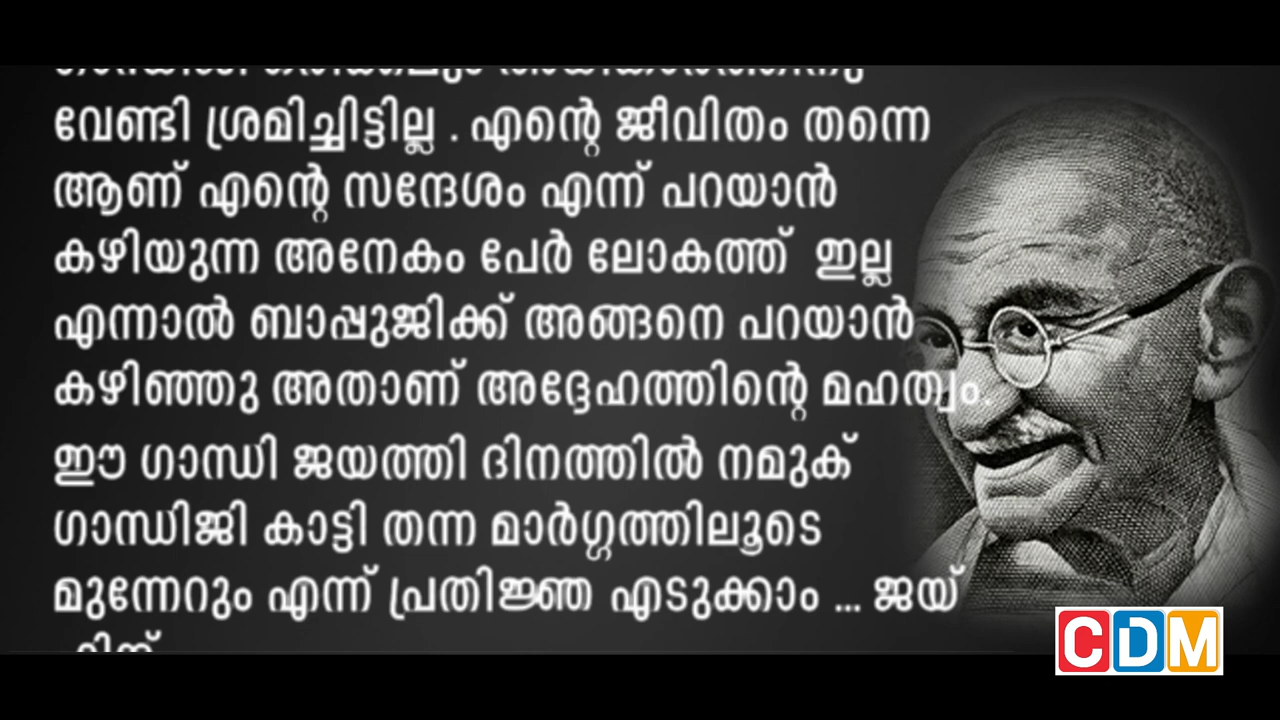 വേണ്ടി ശ്രമിച്ചിട്ടില്ല . എന്റെ ജീവിതം തന്നെ
ആണ് എന്റെ സന്ദേശം എന്ന് പറയാൻ
കഴിയുന്ന അനേകം പേർ ലോകത്ത് ഇല്ല
എന്നാൽ ബാപ്പുജിക്ക് അങ്ങനെ പറയാൻ
കഴിഞ്ഞു അതാണ് അദ്ദേഹത്തിന്റെ മഹത്വം.
ഈ ഗാന്ധി ജയത്തി ദിനത്തിൽ നമുക്
ഗാന്ധിജി കാട്ടി തന്ന മാർഗ്ഗത്തിലൂടെ
മുന്നേറും എന്ന് പ്രതിജ്ഞ എടുക്കാം ... ജയ്
CDM